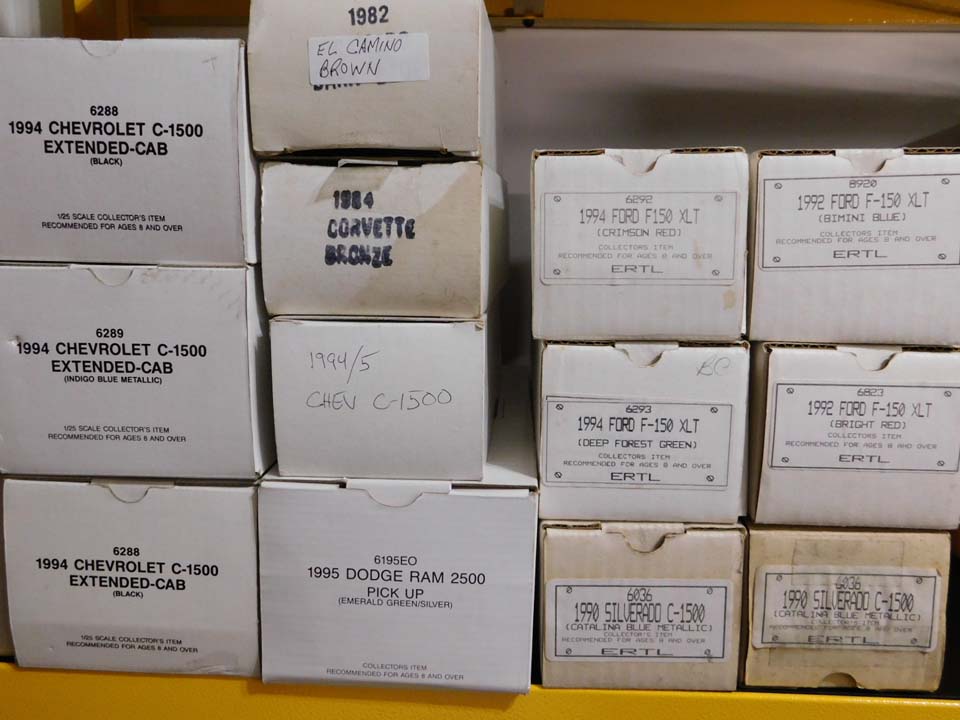 6288
1994 CHEVROLET C-1500
EXTENDED-CAB
(BLACK)
1/25 SCALE COLLECTOR'S ITEM
RECOMMENDED FOR AGES 8 AND OVER
6289
1994 CHEVROLET C-1500
EXTENDED-CAB
(INDIGO BLUE METALLIC)
1/25 SCALE COLLECTOR'S ITEM
RECOMMENDED FOR AGES 8 AND OVER
6288
1994 CHEVROLET C-1500
EXTENDED-CAB
(BLACK)
1/25 SCALE COLLECTOR'S ITEM
RECOMMENDED FOR AGES 8 AND OVER
1982
EL CAMINO
BROWN
1984
CORVETTE
BRONZE
1994/5
CHEV C-1500
6195EO
1995 DODGE RAM 2500
PICK UP
(EMERALD GREEN/SILVER)
COLLECTORS ITEM
RECOMMENDED FOR AGES 8 AND OVER
6292
1994 FORD F150 XLT
(CRIMSON RED)
COLLECTORS ITEM
RECOMMENDED FOR AGES 8 AND OVER
ERTL
BC
6293
1994 FORD F-150 XLT
(DEEP FOREST GREEN)
COLLECTORS ITEM
RECOMMENDED FOR AGES 8 AND OVER
ERTL
6036
1990 SILVERADO C-1500
(CATALINA BLUE METALLIC)
COLLECTOR'S ITEM
RECOMMENDED FOR AGES 8 AND OVER
ERTL
8920
1992 FORD F-150 XLT
(BIMINI BLUE)
COLLECTORS ITEM
RECOMMENDED FOR AGES 8 AND OVER
ERTL
6823
1992 FORD F-150 XLT
(BRIGHT RED)
COLLECTORS ITEM
RECOMMENDED FOR AGES 8 AND OVER
ERTL
6036
1990 SILVERADO C-1500
(CATALINA BLUE METALLIC)
COLLECTOR'S ITEM
RECOMMENDED FOR AGES 8 AND OVER
ERTL